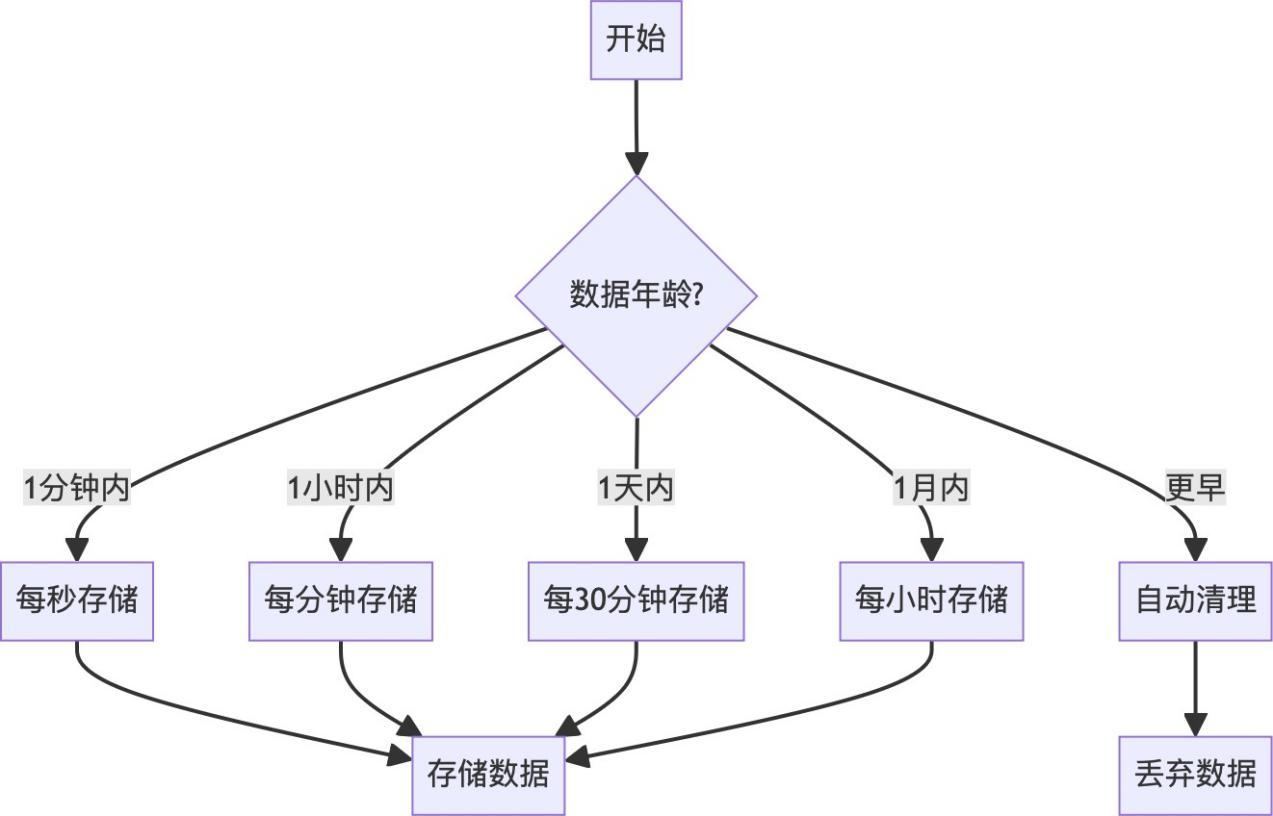 开始
数据年龄?
1分钟内
1小时内
1天内
1月内
更早
每秒存储
每分钟存储
每30分钟存储
每小时存储
自动清理
存储数据
丢弃数据